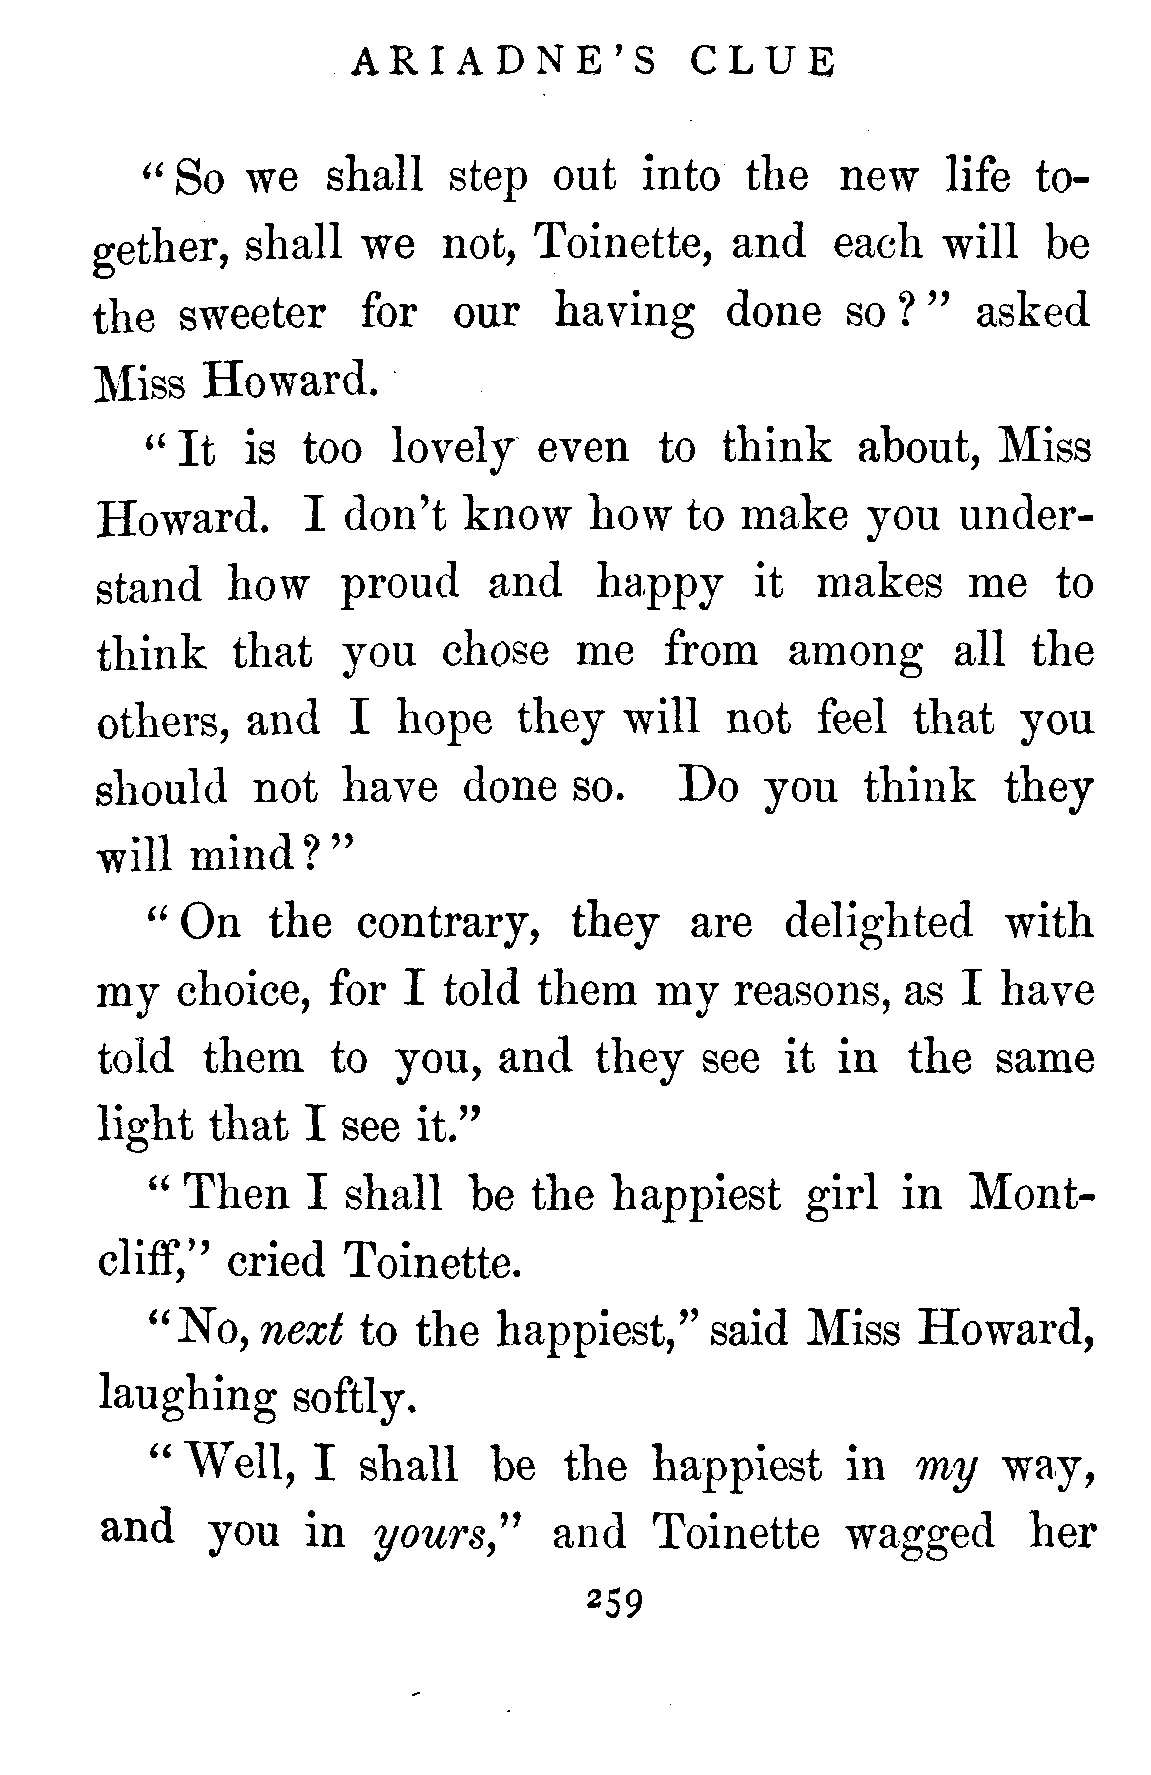 ARIADNE'S CLUE
"So we shall step out into the new life to-
gether, shall we not, Toinette, and each will be
the sweeter for our having done so?" asked
Miss Howard.
"It is too lovely even to think about, Miss
Howard. I don't know how to make you under-
stand how proud and happy it makes me to
think that you chose me from among all the
others, and I hope they will not feel that you
should not have done so. Do you think they
will mind?"
"On the contrary, they are delighted with
my choice, for I told them my reasons, as I have
told them to you, and they see it in the same
light that I see it."
"Then I shall be the happiest girl in Mont-
cliff," cried Toinette.
"No, next to the happiest," said Miss Howard,
laughing softly.
"Well, I shall be the happiest in my way,
and you in yours," and Toinette wagged her
259